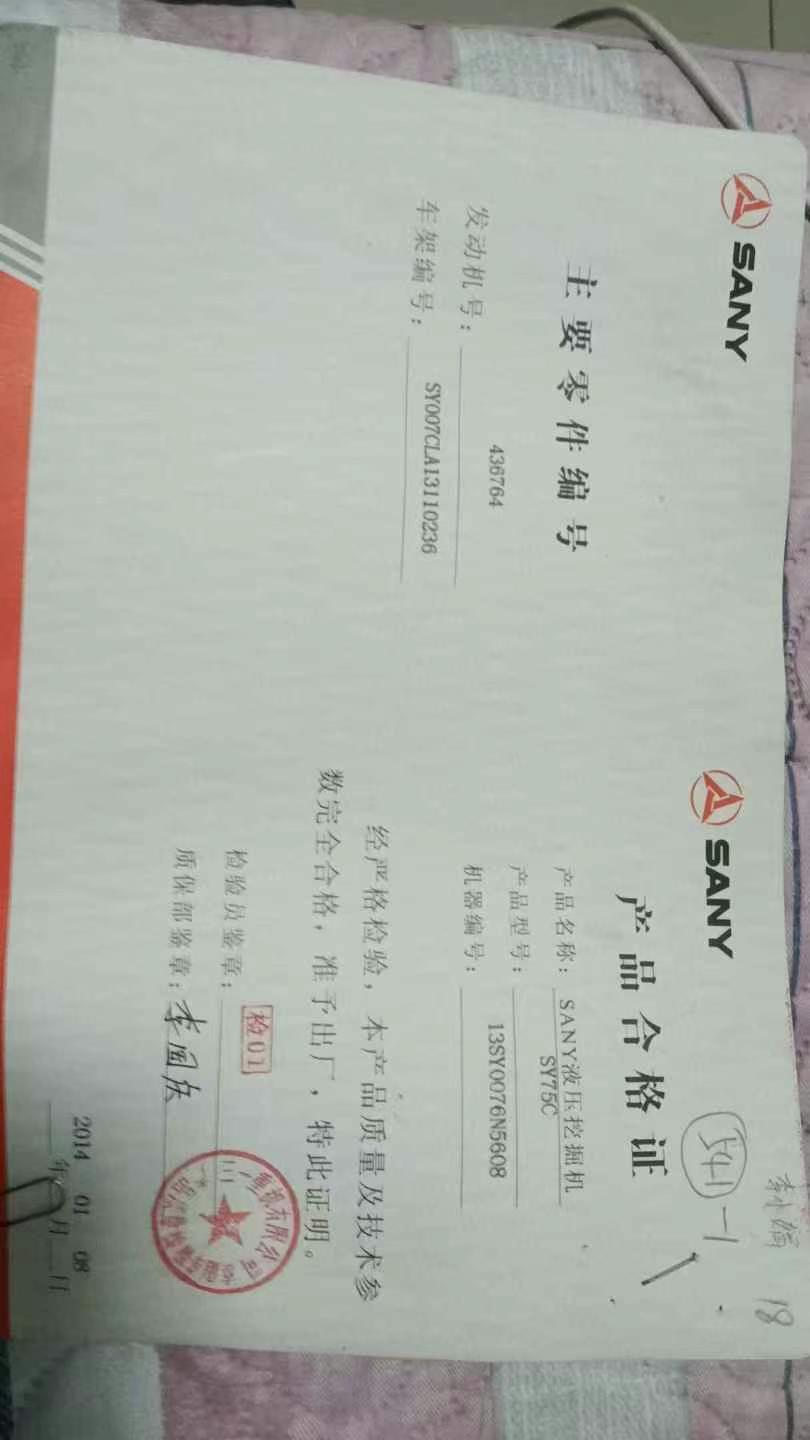 SANY
主要零件编号
发动机号： 436764
车架编号： SY007CLA13110236
SANY
产品合格证
541
18
产品名称： SANY液压挖掘机
产品型号： SY75C
机器编号： 13SY0076N5608
经严格检验，本产品质量及技术参
数完全合格，准予出厂，特此证明。
检验员鉴章： 检01
质保部鉴章： 李国庆
2014 01 08
年 月 日